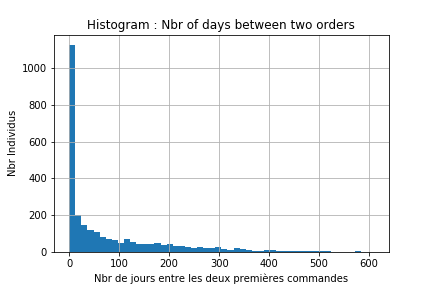 Histogram : Nbr of days between two orders
Nbr Individus
1000
800
600
400
200
0
0 100 200 300 400 500 600
Nbr de jours entre les deux premières commandes